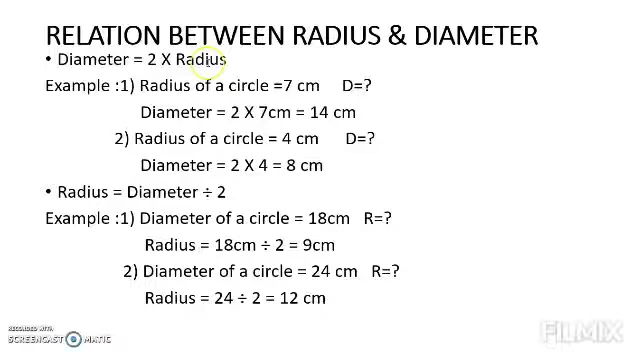 RELATION BETWEEN RADIUS & DIAMETER
• Diameter = 2 X Radius
Example :1) Radius of a circle =7 cm D=?
Diameter = 2 X 7cm = 14 cm
2) Radius of a circle = 4 cm D=?
Diameter = 2 X 4 = 8 cm
• Radius = Diameter ÷ 2
Example :1) Diameter of a circle = 18cm R=?
Radius = 18cm ÷ 2 = 9cm
2) Diameter of a circle = 24 cm R=?
Radius = 24 ÷ 2 = 12 cm
RECORDED WITH
SCREENCAST MATIC
FILMIX